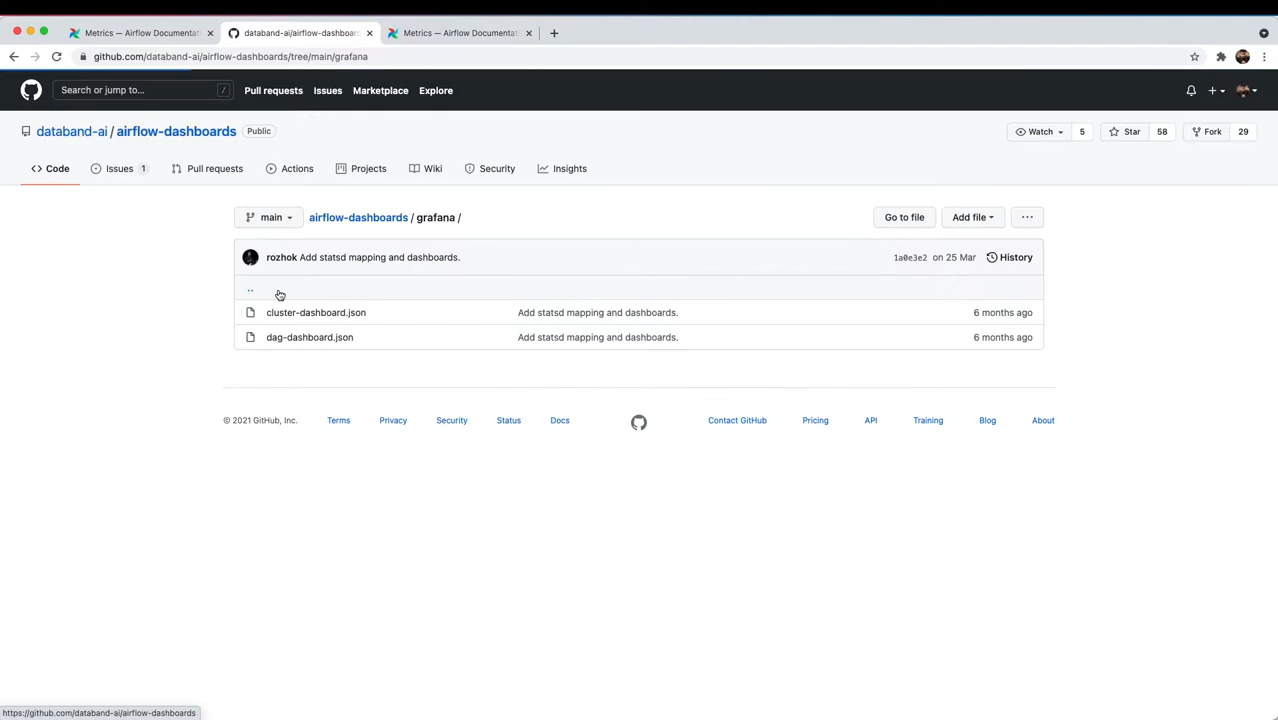 Metrics — Airflow Documentat
databand-ai/airflow-dashboar
Metrics — Airflow Documentat
github.com/databand-ai/airflow-dashboards/tree/main/grafana
Search or jump to... /
Pull requests Issues Marketplace Explore
databand-ai / airflow-dashboards Public
Watch 5 Star 58 Fork 29
Code Issues 1 Pull requests Actions Projects Wiki Security Insights
main airflow-dashboards / grafana / Go to file Add file ...
rozhok Add statsd mapping and dashboards. 1a0e3e2 on 25 Mar History
..
cluster-dashboard.json Add statsd mapping and dashboards. 6 months ago
dag-dashboard.json Add statsd mapping and dashboards. 6 months ago
© 2021 GitHub, Inc. Terms Privacy Security Status Docs Contact GitHub Pricing API Training Blog About
https://github.com/databand-ai/airflow-dashboards